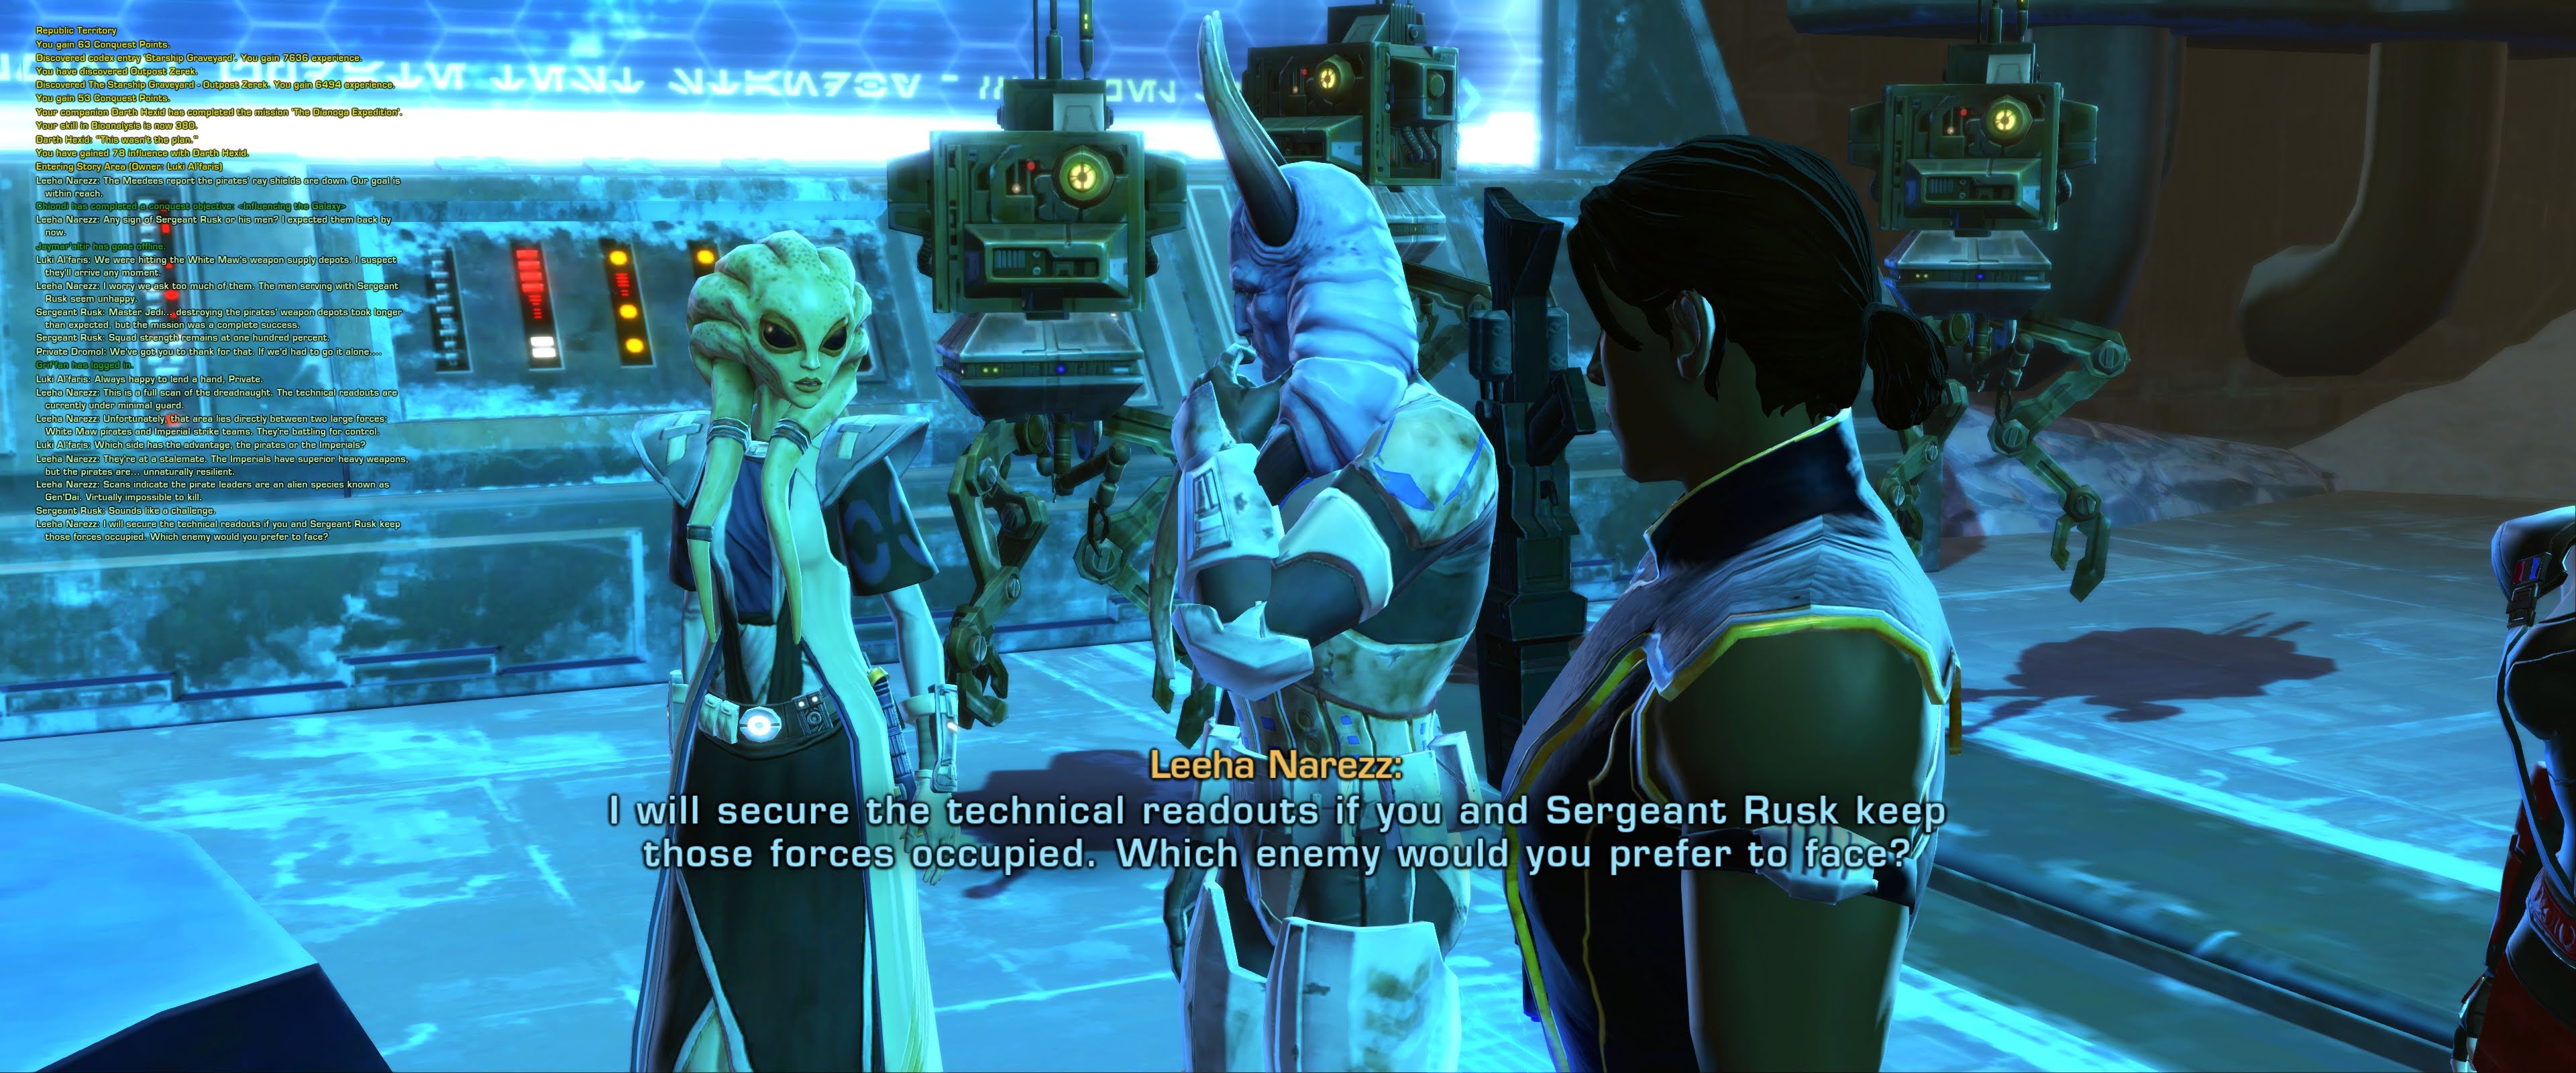 Republic Territory
You gain 63 Conquest Points.
Discovered codex entry 'Starship Graveyard'. You gain 7636 experience.
You have discovered Outpost Zerek.
Discovered The Starship Graveyard - Outpost Zerek. You gain 6494 experience.
You gain 53 Conquest Points.
Your companion Darth Hexid has completed the mission 'The Dianoga Expedition'.
Your skill in Bioanalysis is now 380.
Darth Hexid: "This wasn't the plan."
You have gained 78 influence with Darth Hexid.
Entering Story Area (Owner: Luki Al'faris)
Leeha Narezz: The Meedees report the pirates' ray shields are down. Our goal is
within reach.
Chiondi has completed a conquest objective: <Influencing the Galaxy>
Leeha Narezz: Any sign of Sergeant Rusk or his men? I expected them back by
now.
has gone offline.
Luki Al'faris: We were hitting the White Maw's weapon supply depots. I suspect
they'll arrive any moment.
Leeha Narezz: I worry we ask too much of them. The men serving with Sergeant
Rusk seem unhappy.
Sergeant Rusk: Master Jedi... destroying the pirates' weapon depots took longer
than expected, but the mission was a complete success.
Sergeant Rusk: Squad strength remains at one hundred percent.
Private Dromol: We've got you to thank for that. If we'd had to go it alone....
has logged in.
Luki Al'faris: Always happy to lend a hand, Private.
Leeha Narezz: This is a full scan of the dreadnaught. The technical readouts are
currently under minimal guard.
Leeha Narezz: Unfortunately, that area lies directly between two large forces:
White Maw pirates and Imperial strike teams. They're battling for control.
Luki Al'faris: Which side has the advantage, the pirates or the Imperials?
Leeha Narezz: They're at a stalemate. The Imperials have superior heavy weapons,
but the pirates are... unnaturally resilient.
Leeha Narezz: Scans indicate the pirate leaders are an alien species known as
Gen'Dai. Virtually impossible to kill.
Sergeant Rusk: Sounds like a challenge.
Leeha Narezz: I will secure the technical readouts if you and Sergeant Rusk keep
those forces occupied. Which enemy would you prefer to face?
Leeha Narezz:
I will secure the technical readouts if you and Sergeant Rusk keep
those forces occupied. Which enemy would you prefer to face?